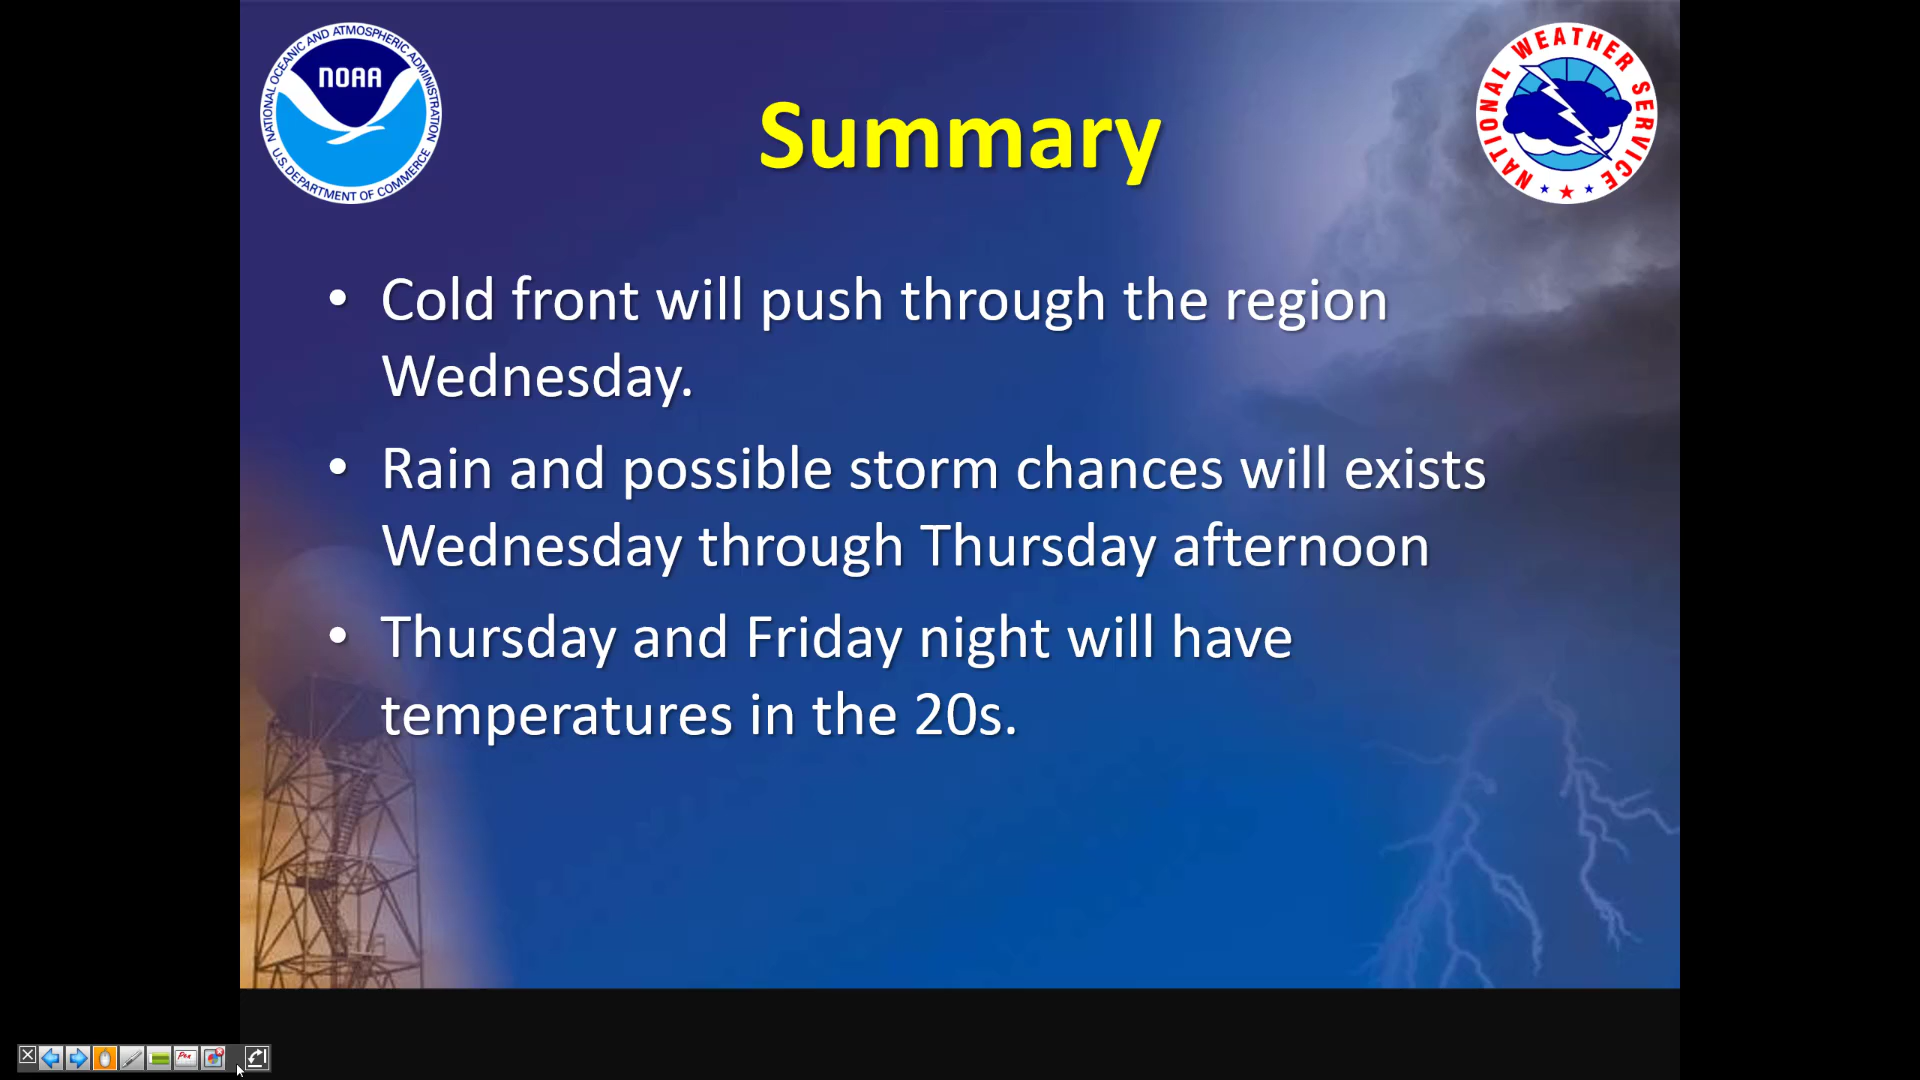 NATIONAL OCEANIC AND ATMOSPHERIC ADMINISTRATION
U.S. DEPARTMENT OF COMMERCE
NOAA
NATIONAL WEATHER SERVICE
Summary
• Cold front will push through the region
Wednesday.
• Rain and possible storm chances will exists
Wednesday through Thursday afternoon
• Thursday and Friday night will have
temperatures in the 20s.
Pen